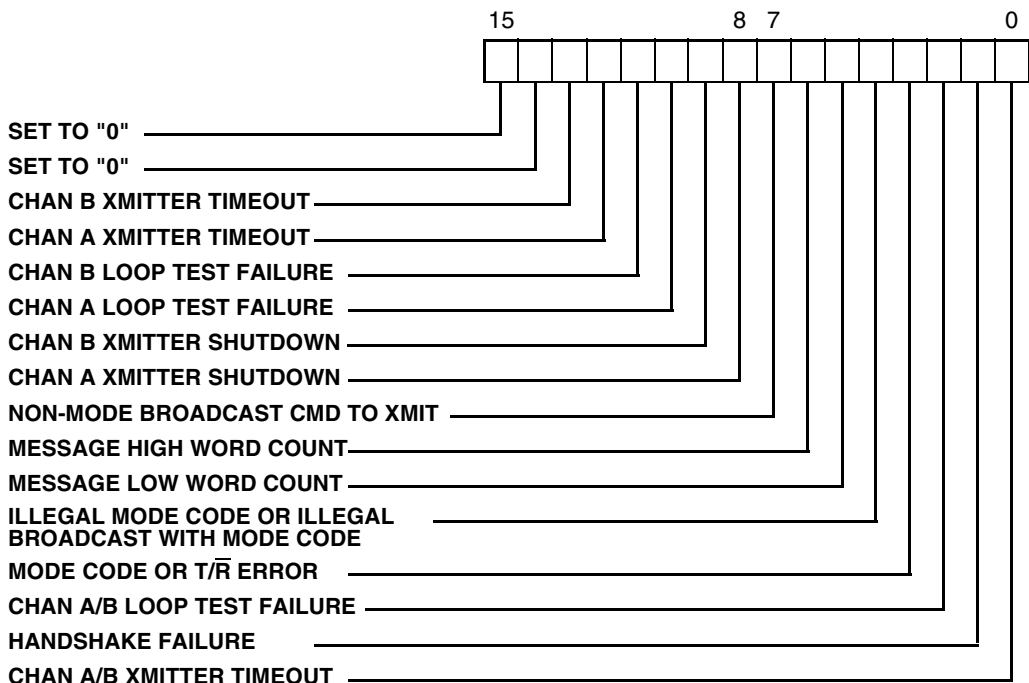 15 8 7 0
SET TO "0"
SET TO "0"
CHAN B XMITTER TIMEOUT
CHAN A XMITTER TIMEOUT
CHAN B LOOP TEST FAILURE
CHAN A LOOP TEST FAILURE
CHAN B XMITTER SHUTDOWN
CHAN A XMITTER SHUTDOWN
NON-MODE BROADCAST CMD TO XMIT
MESSAGE HIGH WORD COUNT
MESSAGE LOW WORD COUNT
ILLEGAL MODE CODE OR ILLEGAL
BROADCAST WITH MODE CODE
MODE CODE OR T/R̅ ERROR
CHAN A/B LOOP TEST FAILURE
HANDSHAKE FAILURE
CHAN A/B XMITTER TIMEOUT